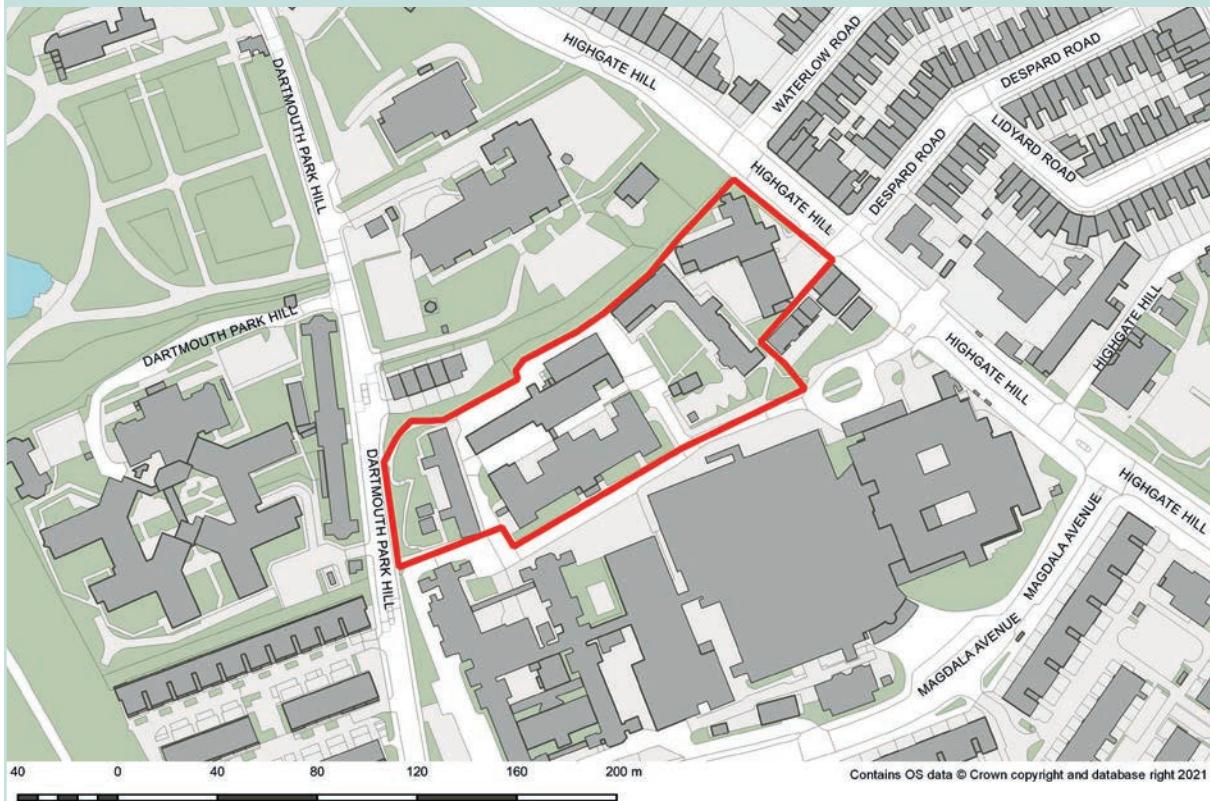 HIGHGATE HILL
WATERLOW ROAD
DESPARD ROAD
DARTMOUTH PARK HILL
LIDYARD ROAD
HIGHGATE HILL
DESPARD ROAD
DARTMOUTH PARK HILL
HIGHGATE HILL
HIGHGATE HILL
HIGHGATE HILL
DARTMOUTH PARK HILL
MAGDALA AVENUE
MAGDALA AVENUE
40 0 40 80 120 160 200 m
Contains OS data © Crown copyright and database right 2021